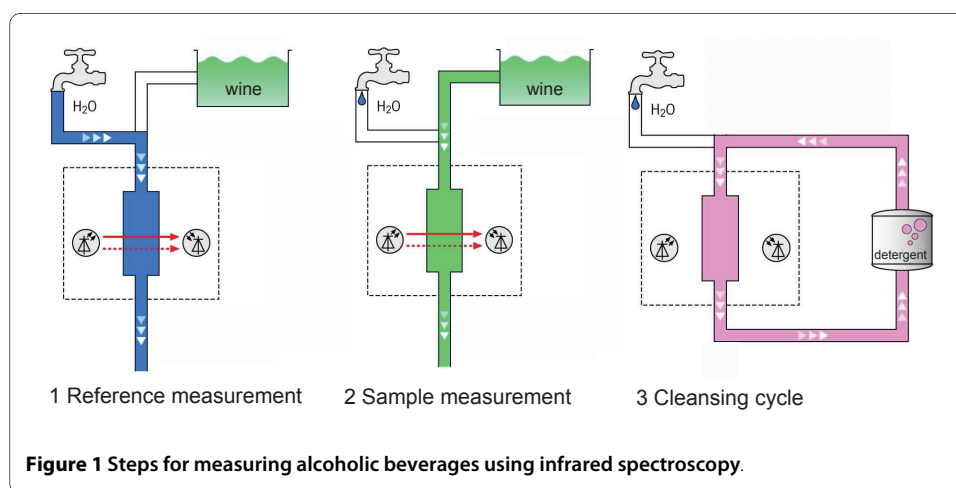 H₂O
wine
1 Reference measurement
H₂O
wine
2 Sample measurement
H₂O
detergent
3 Cleansing cycle
Figure 1 Steps for measuring alcoholic beverages using infrared spectroscopy.